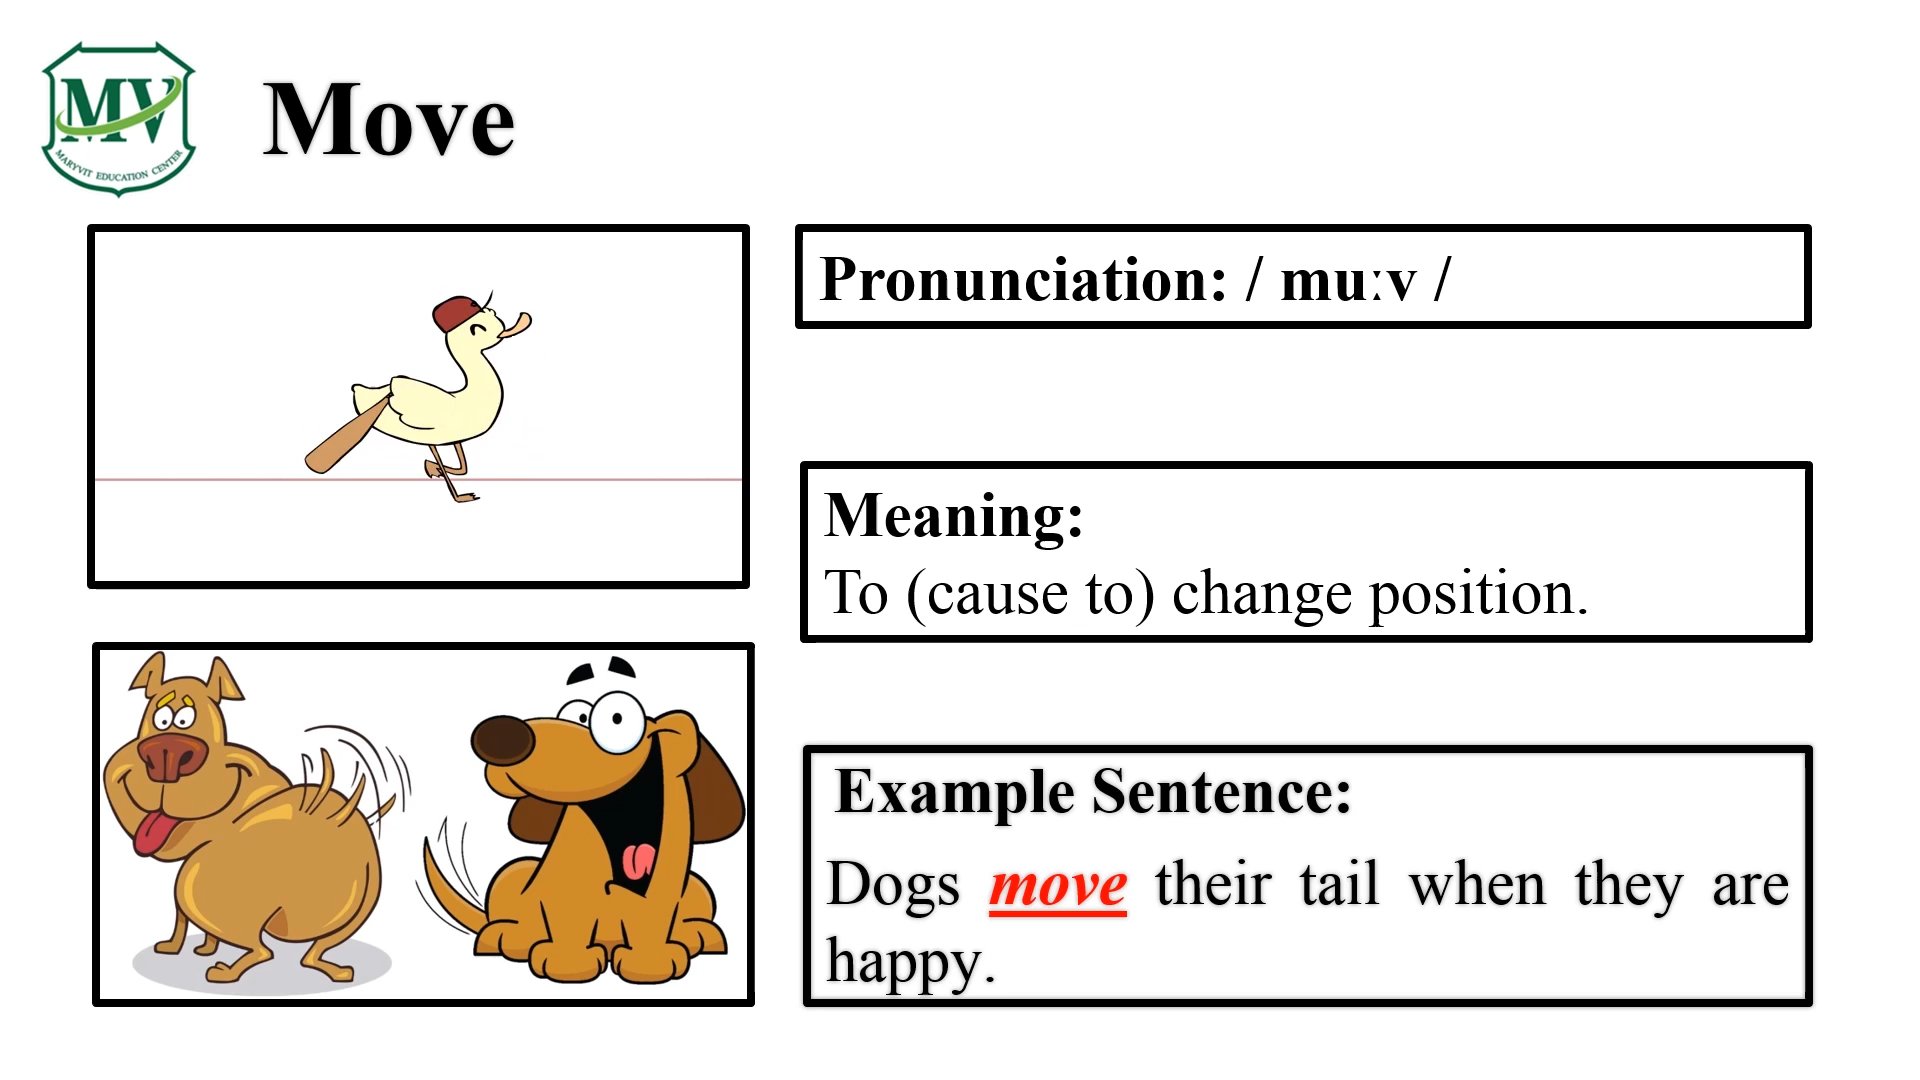 MV
MARYVIT EDUCATION CENTER
Move
Pronunciation: / muːv /
Meaning:
To (cause to) change position.
Example Sentence:
Dogs move their tail when they are
happy.